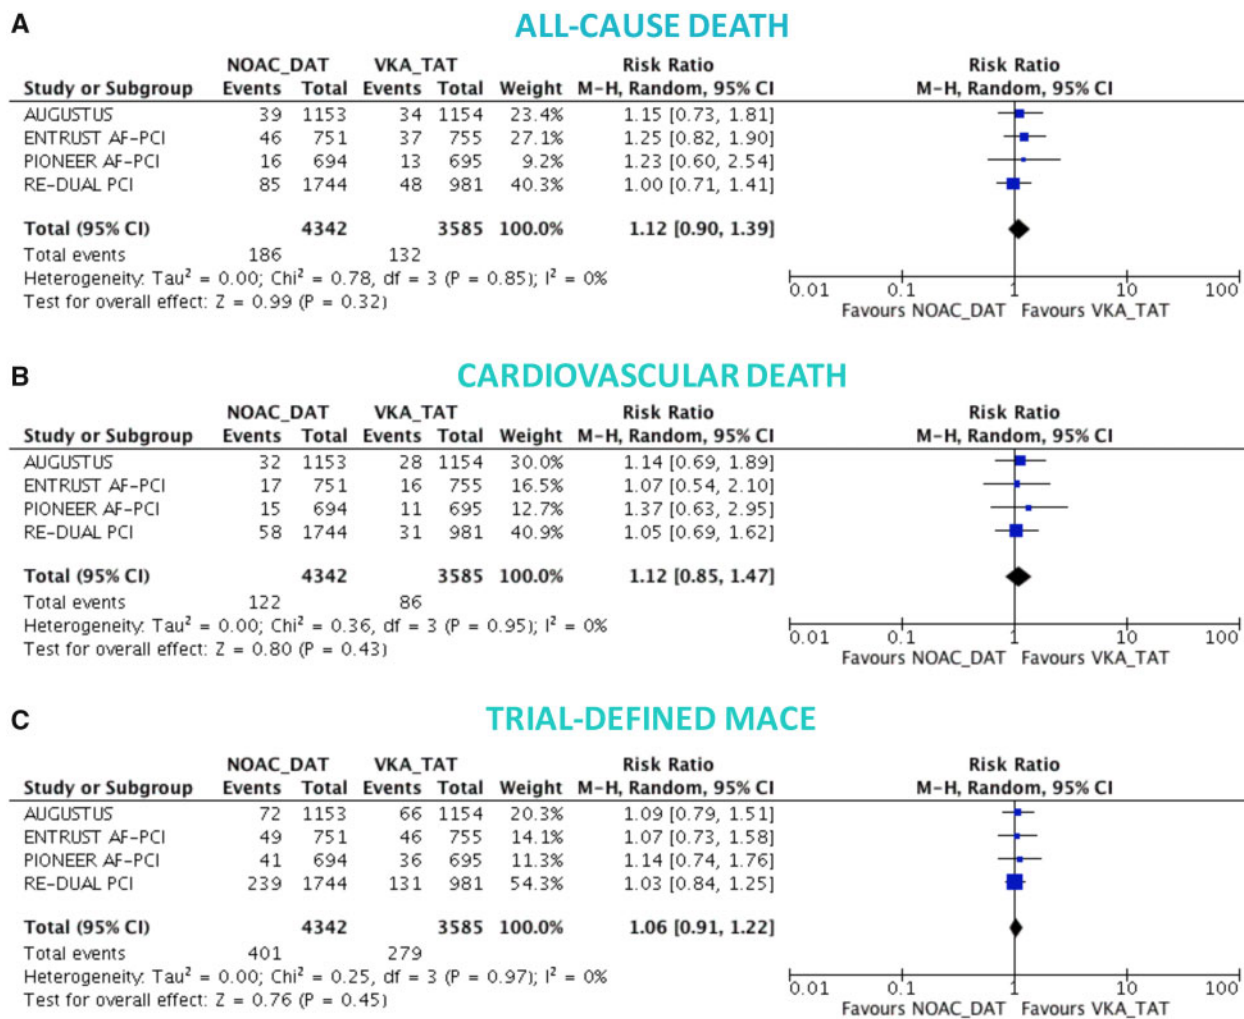 A
ALL-CAUSE DEATH
NOAC_DAT VKA_TAT Risk Ratio Risk Ratio
Study or Subgroup Events Total Events Total Weight M-H, Random, 95% CI M-H, Random, 95% CI
AUGUSTUS 39 1153 34 1154 23.4% 1.15 [0.73, 1.81]
ENTRUST AF-PCI 46 751 37 755 27.1% 1.25 [0.82, 1.90]
PIONEER AF-PCI 16 694 13 695 9.2% 1.23 [0.60, 2.54]
RE-DUAL PCI 85 1744 48 981 40.3% 1.00 [0.71, 1.41]
Total (95% CI) 4342 3585 100.0% 1.12 [0.90, 1.39]
Total events 186 132
Heterogeneity: Tau² = 0.00; Chi² = 0.78, df = 3 (P = 0.85); I² = 0%
Test for overall effect: Z = 0.99 (P = 0.32)
0.01 0.1 1 10 100
Favours NOAC_DAT Favours VKA_TAT
B
CARDIOVASCULAR DEATH
NOAC_DAT VKA_TAT Risk Ratio Risk Ratio
Study or Subgroup Events Total Events Total Weight M-H, Random, 95% CI M-H, Random, 95% CI
AUGUSTUS 32 1153 28 1154 30.0% 1.14 [0.69, 1.89]
ENTRUST AF-PCI 17 751 16 755 16.5% 1.07 [0.54, 2.10]
PIONEER AF-PCI 15 694 11 695 12.7% 1.37 [0.63, 2.95]
RE-DUAL PCI 58 1744 31 981 40.9% 1.05 [0.69, 1.62]
Total (95% CI) 4342 3585 100.0% 1.12 [0.85, 1.47]
Total events 122 86
Heterogeneity: Tau² = 0.00; Chi² = 0.36, df = 3 (P = 0.95); I² = 0%
Test for overall effect: Z = 0.80 (P = 0.43)
0.01 0.1 1 10 100
Favours NOAC_DAT Favours VKA_TAT
C
TRIAL-DEFINED MACE
NOAC_DAT VKA_TAT Risk Ratio Risk Ratio
Study or Subgroup Events Total Events Total Weight M-H, Random, 95% CI M-H, Random, 95% CI
AUGUSTUS 72 1153 66 1154 20.3% 1.09 [0.79, 1.51]
ENTRUST AF-PCI 49 751 46 755 14.1% 1.07 [0.73, 1.58]
PIONEER AF-PCI 41 694 36 695 11.3% 1.14 [0.74, 1.76]
RE-DUAL PCI 239 1744 131 981 54.3% 1.03 [0.84, 1.25]
Total (95% CI) 4342 3585 100.0% 1.06 [0.91, 1.22]
Total events 401 279
Heterogeneity: Tau² = 0.00; Chi² = 0.25, df = 3 (P = 0.97); I² = 0%
Test for overall effect: Z = 0.76 (P = 0.45)
0.01 0.1 1 10 100
Favours NOAC_DAT Favours VKA_TAT